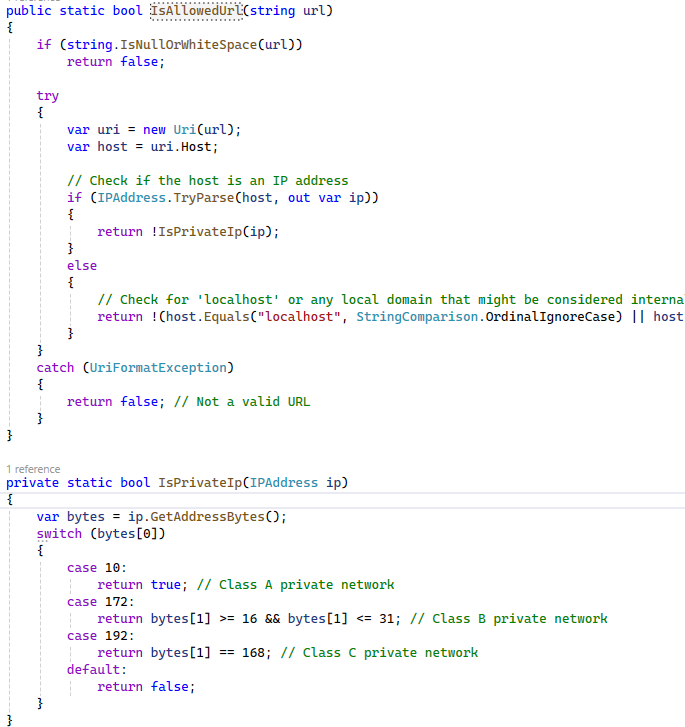 public static bool IsAllowedUrl(string url)
{
    if (string.IsNullOrWhiteSpace(url))
        return false;

    try
    {
        var uri = new Uri(url);
        var host = uri.Host;

        // Check if the host is an IP address
        if (IPAddress.TryParse(host, out var ip))
        {
            return !IsPrivateIp(ip);
        }
        else
        {
            // Check for 'localhost' or any local domain that might be considered interna
            return !(host.Equals("localhost", StringComparison.OrdinalIgnoreCase) || host
        }
    }
    catch (UriFormatException)
    {
        return false; // Not a valid URL
    }
}

1 reference
private static bool IsPrivateIp(IPAddress ip)
{
    var bytes = ip.GetAddressBytes();
    switch (bytes[0])
    {
        case 10:
            return true; // Class A private network
        case 172:
            return bytes[1] >= 16 && bytes[1] <= 31; // Class B private network
        case 192:
            return bytes[1] == 168; // Class C private network
        default:
            return false;
    }
}